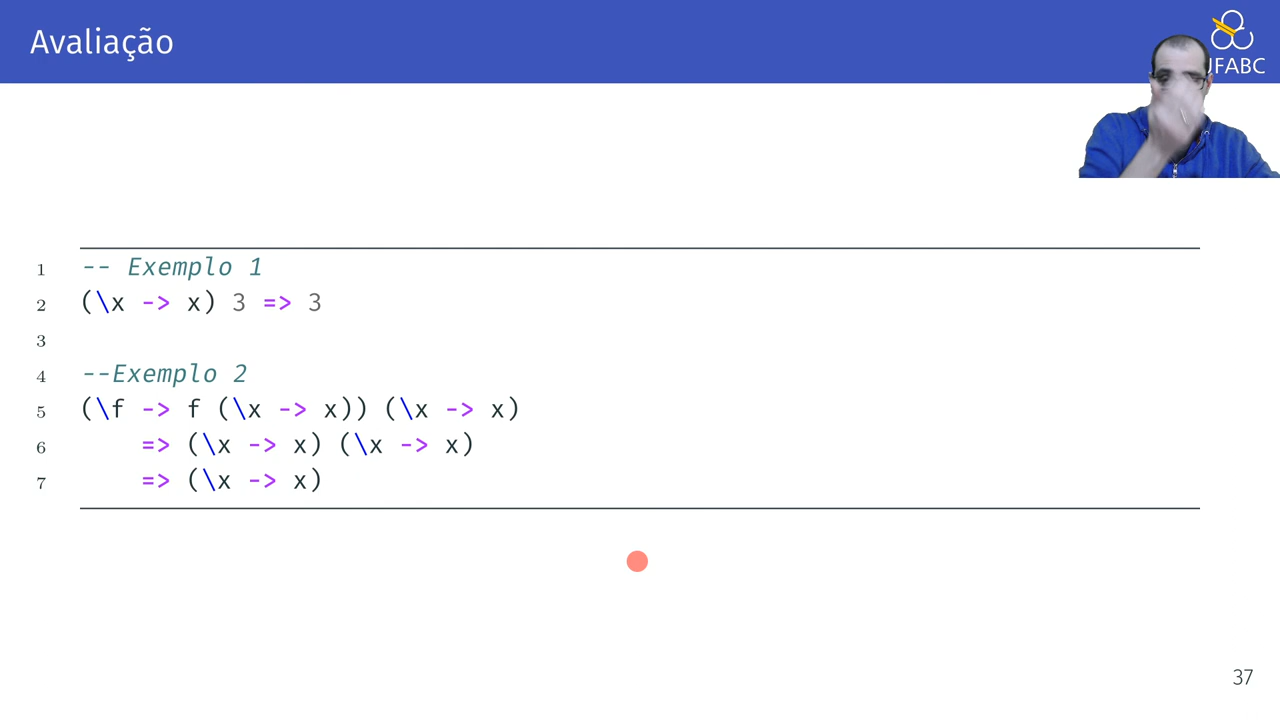 Avaliação
UFABC
1 -- Exemplo 1
2 (\x -> x) 3 => 3
3
4 --Exemplo 2
5 (\f -> f (\x -> x)) (\x -> x)
6 => (\x -> x) (\x -> x)
7 => (\x -> x)
37